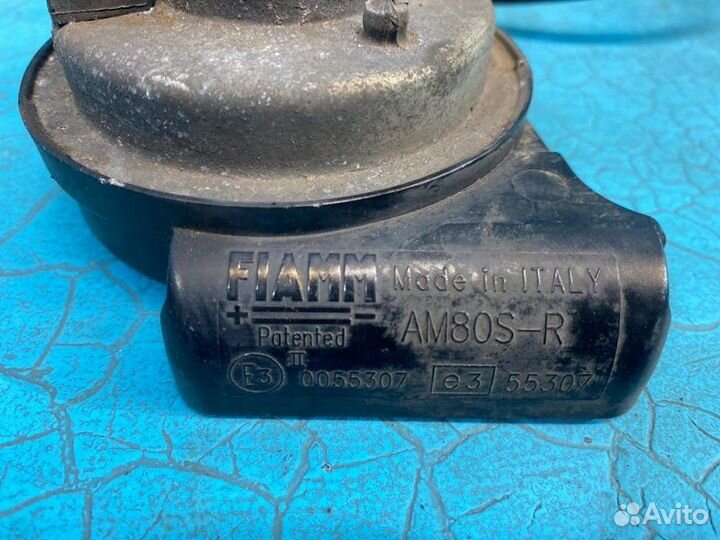 FIAMM Made in ITALY
+ -
Patented AM80S-R
II
E3 0055307 e3 55307
Avito